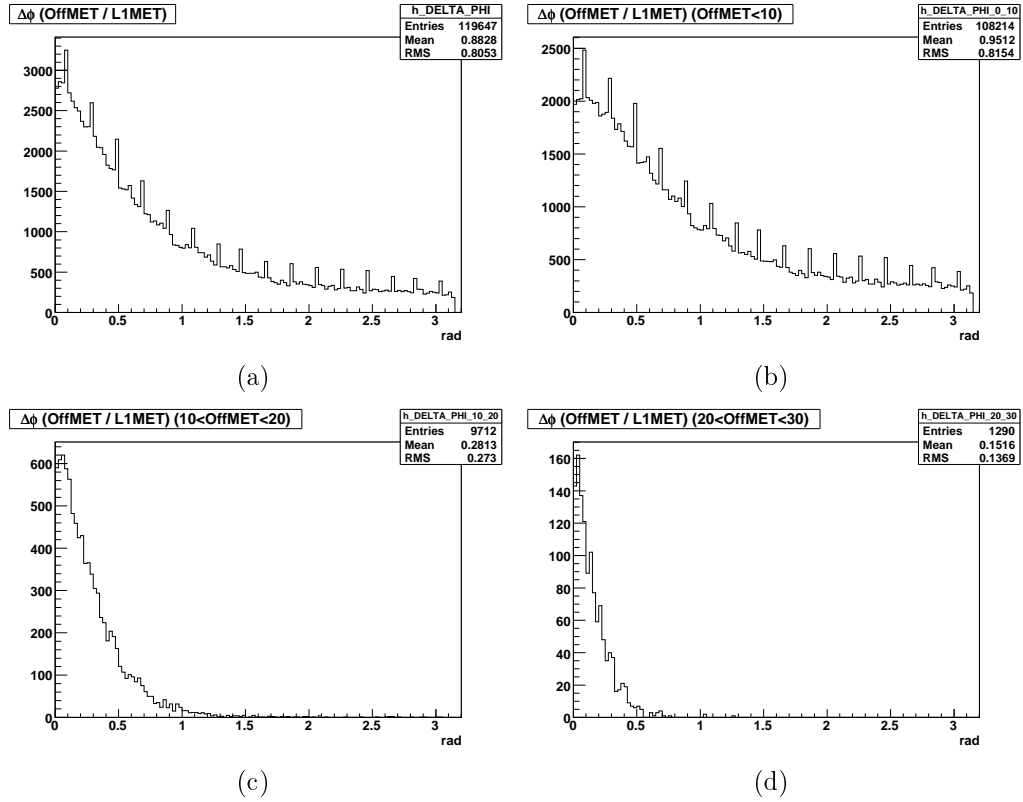 Δφ (OffMET / L1MET)
h_DELTA_PHI
Entries 119647
Mean 0.8828
RMS 0.8053
3000
2500
2000
1500
1000
500
0
0 0.5 1 1.5 2 2.5 3
rad
(a)
Δφ (OffMET / L1MET) (OffMET<10)
h_DELTA_PHI_0_10
Entries 108214
Mean 0.9512
RMS 0.8154
2500
2000
1500
1000
500
0
0 0.5 1 1.5 2 2.5 3
rad
(b)
Δφ (OffMET / L1MET) (10<OffMET<20)
h_DELTA_PHI_10_20
Entries 9712
Mean 0.2813
RMS 0.273
600
500
400
300
200
100
0
0 0.5 1 1.5 2 2.5 3
rad
(c)
Δφ (OffMET / L1MET) (20<OffMET<30)
h_DELTA_PHI_20_30
Entries 1290
Mean 0.1516
RMS 0.1369
160
140
120
100
80
60
40
20
0
0 0.5 1 1.5 2 2.5 3
rad
(d)